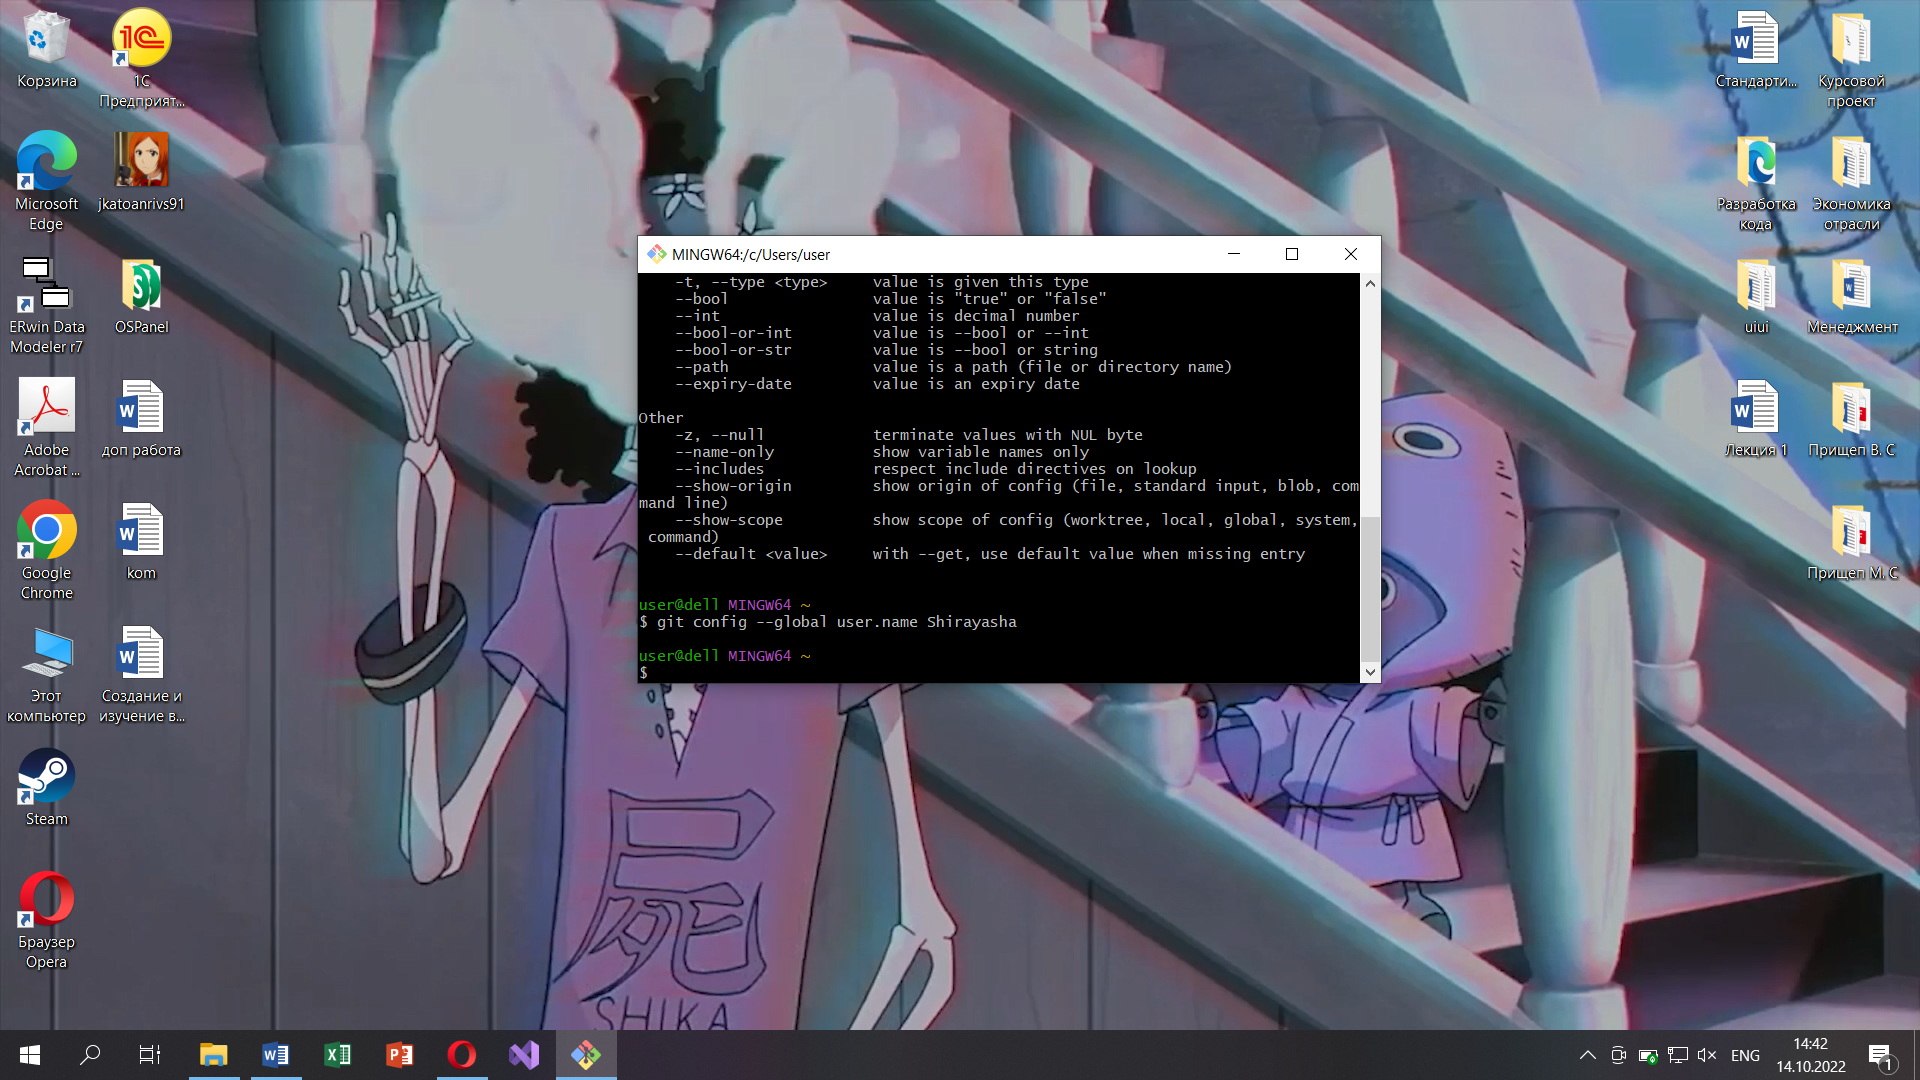 Корзина
1С
Предприят...
Microsoft
Edge
jkatoanrivs91
ERwin Data
Modeler r7
OSPanel
Adobe
Acrobat ...
доп работа
Google
Chrome
kom
Этот
компьютер
Создание и
изучение в...
Steam
Браузер
Opera
MINGW64:/c/Users/user
-t, --type <type> value is given this type
--bool value is "true" or "false"
--int value is decimal number
--bool-or-int value is --bool or --int
--bool-or-str value is --bool or string
--path value is a path (file or directory name)
--expiry-date value is an expiry date
Other
-z, --null terminate values with NUL byte
--name-only show variable names only
--includes respect include directives on lookup
--show-origin show origin of config (file, standard input, blob, com
mand line)
--show-scope show scope of config (worktree, local, global, system,
command)
--default <value> with --get, use default value when missing entry
user@dell MINGW64 ~
$ git config --global user.name Shirayasha
user@dell MINGW64 ~
$
屍
SHIKA
Стандарти...
Курсовой
проект
Разработка
кода
Экономика
отрасли
uiui
Менеджмент
Лекция 1
Прищеп В. С
Прищеп М. С
ENG
14:42
14.10.2022
1